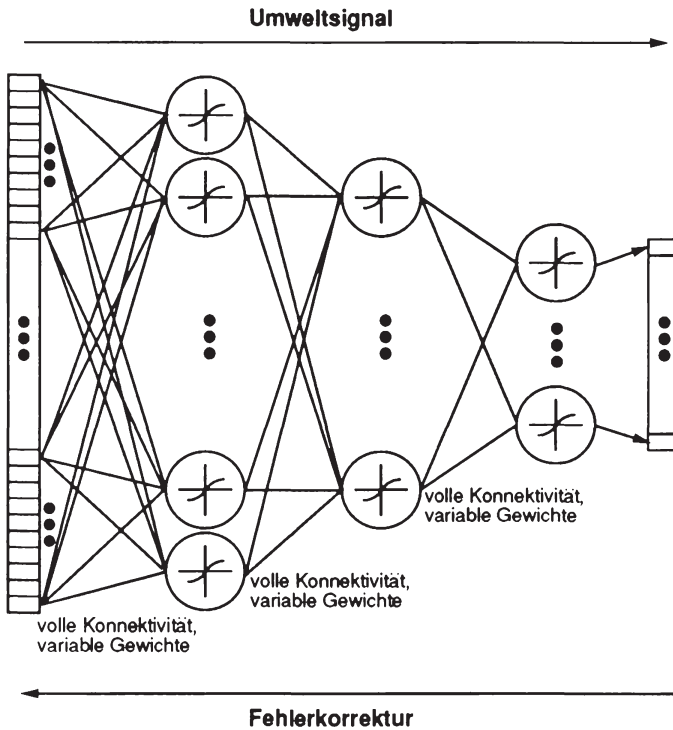 Umweltsignal
volle Konnektivität,
variable Gewichte
volle Konnektivität,
variable Gewichte
volle Konnektivität,
variable Gewichte
Fehlerkorrektur